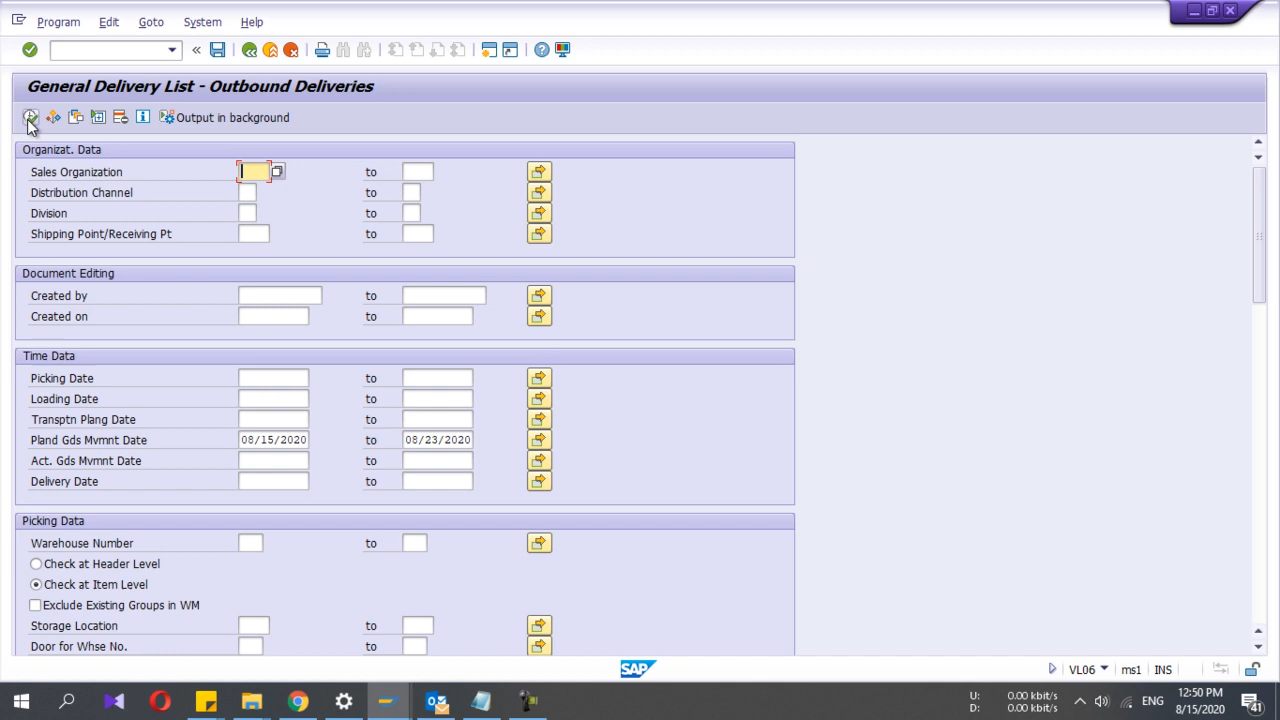 Program Edit Goto System Help
General Delivery List - Outbound Deliveries
Output in background
Organizat. Data
Sales Organization to
Distribution Channel to
Division to
Shipping Point/Receiving Pt to
Document Editing
Created by to
Created on to
Time Data
Picking Date to
Loading Date to
Transptn Plang Date to
Pland Gds Mvmnt Date 08/15/2020 to 08/23/2020
Act. Gds Mvmnt Date to
Delivery Date to
Picking Data
Warehouse Number to
Check at Header Level
Check at Item Level
Exclude Existing Groups in WM
Storage Location to
Door for Whse No. to
SAP VL06 ms1 INS
U: 0.00 kbit/s
D: 0.00 kbit/s
ENG
12:50 PM
8/15/2020
41